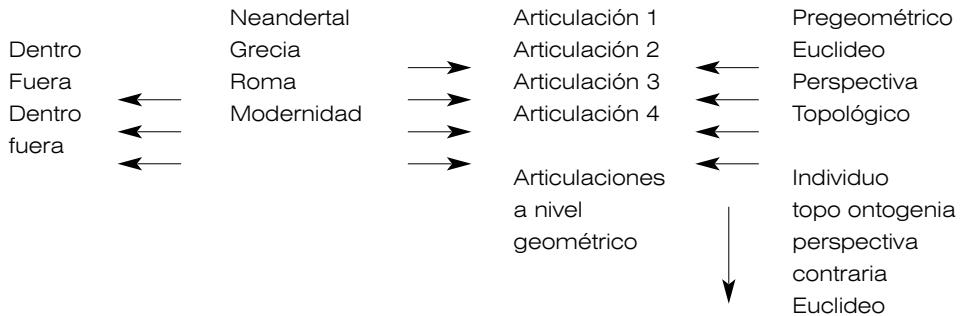 Neandertal
Grecia
Roma
Modernidad
Dentro
Fuera
Dentro
fuera
Articulación 1
Articulación 2
Articulación 3
Articulación 4
Articulaciones
a nivel
geométrico
Pregeométrico
Euclideo
Perspectiva
Topológico
Individuo
topo ontogenia
perspectiva
contraria
Euclideo